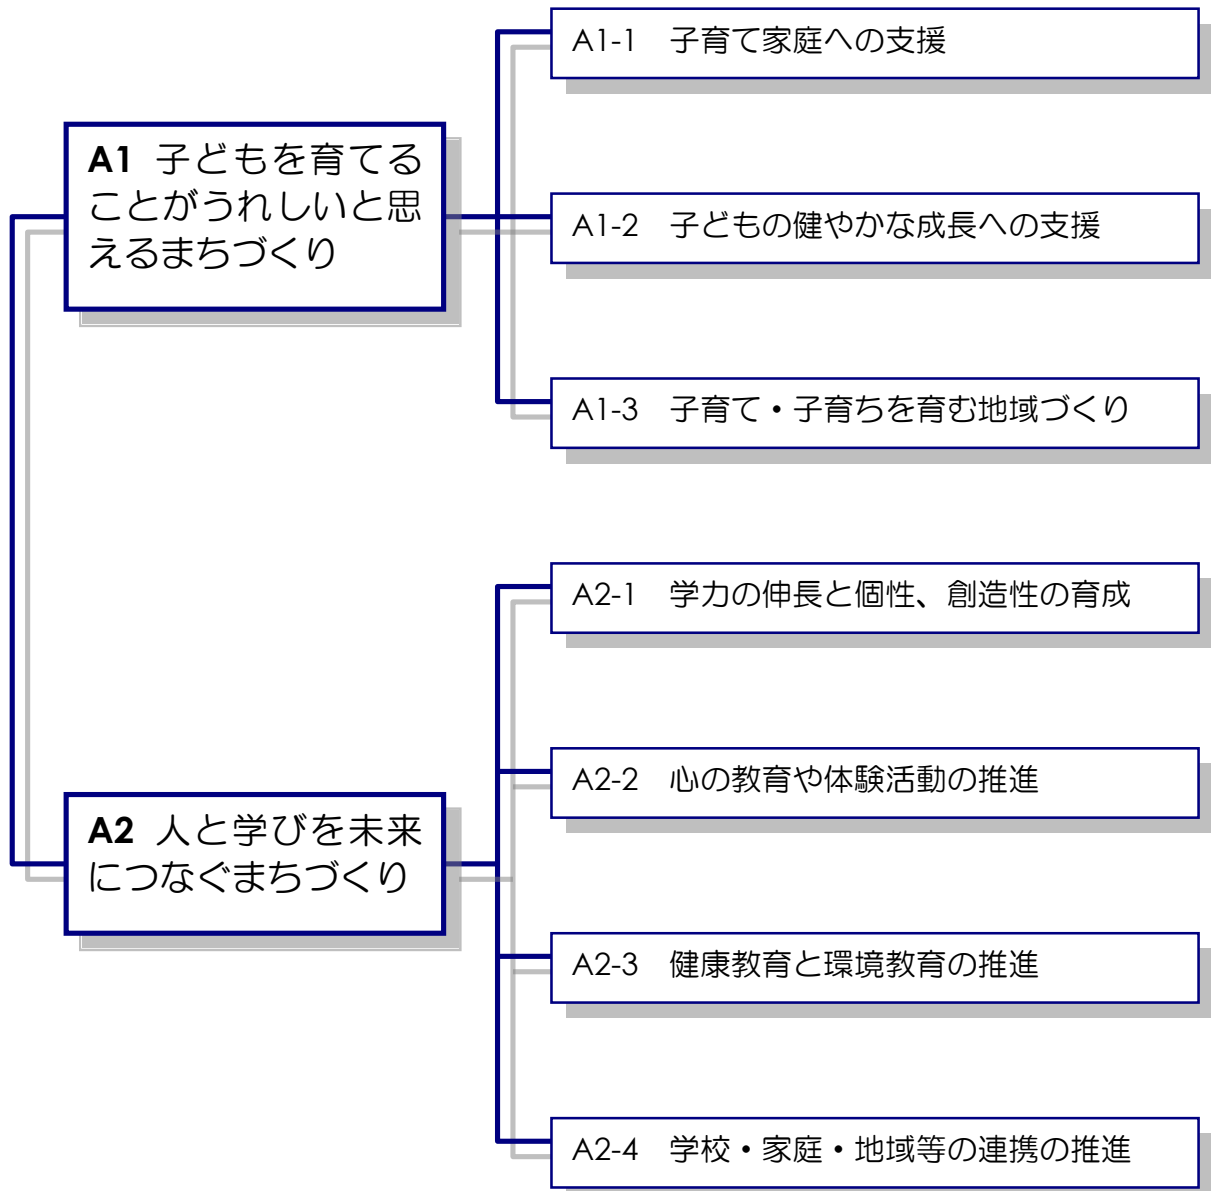 A1-1 子育て家庭への支援
A1 子どもを育てる
ことがうれしいと思
えるまちづくり
A1-2 子どもの健やかな成長への支援
A1-3 子育て・子育ちを育む地域づくり
A2-1 学力の伸長と個性、創造性の育成
A2-2 心の教育や体験活動の推進
A2 人と学びを未来
につなぐまちづくり
A2-3 健康教育と環境教育の推進
A2-4 学校・家庭・地域等の連携の推進